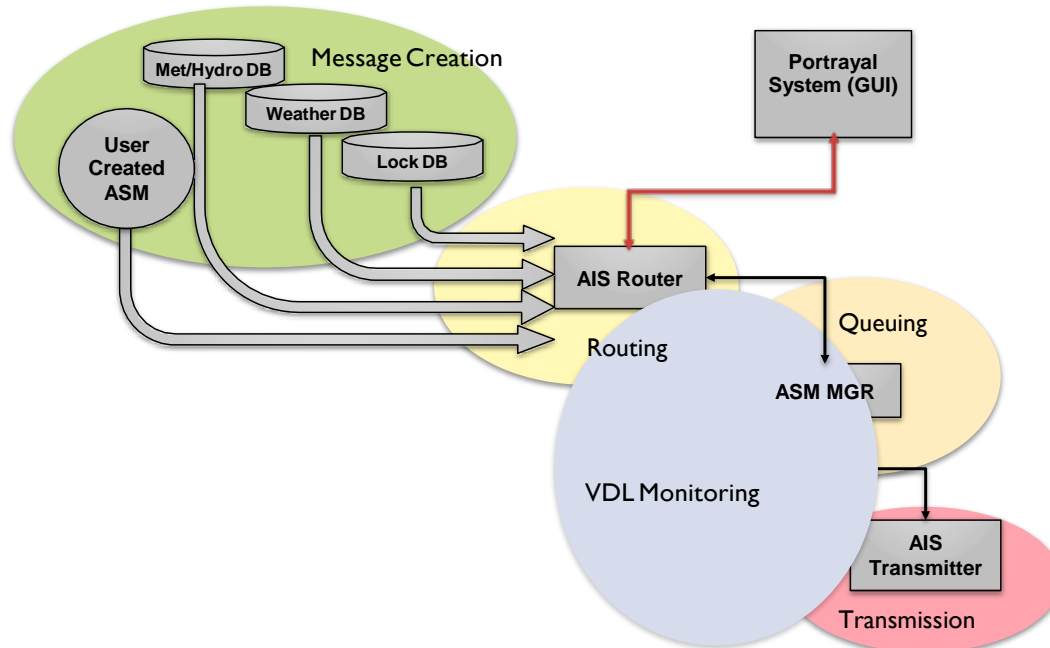 Message Creation
Met/Hydro DB
Weather DB
Lock DB
User
Created
ASM
Portrayal
System (GUI)
AIS Router
Routing
Queuing
ASM MGR
VDL Monitoring
AIS
Transmitter
Transmission